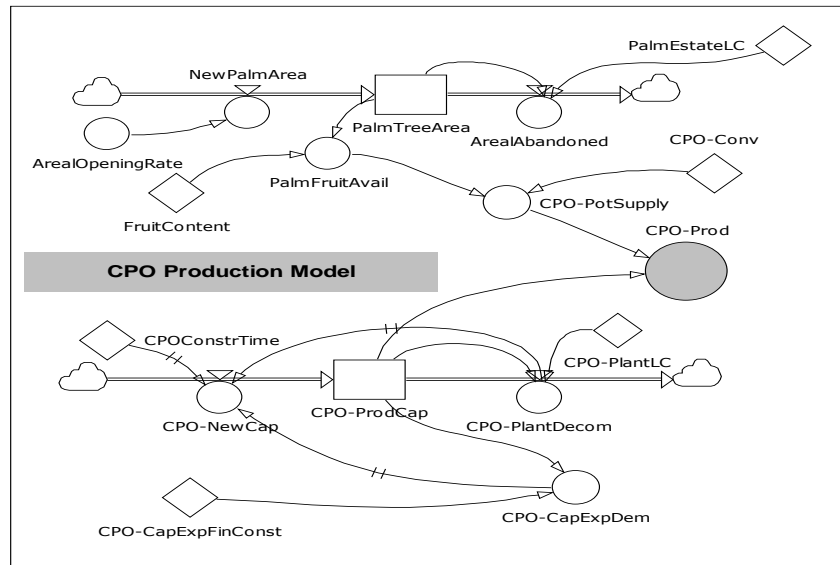 PalmEstateLC
NewPalmArea
PalmTreeArea
ArealAbandoned
CPO-Conv
ArealOpeningRate
PalmFruitAvail
FruitContent
CPO-PotSupply
CPO-Prod
CPO Production Model
CPOConstrTime
CPO-PlantLC
CPO-ProdCap
CPO-NewCap
CPO-PlantDecom
CPO-CapExpFinConst
CPO-CapExpDem